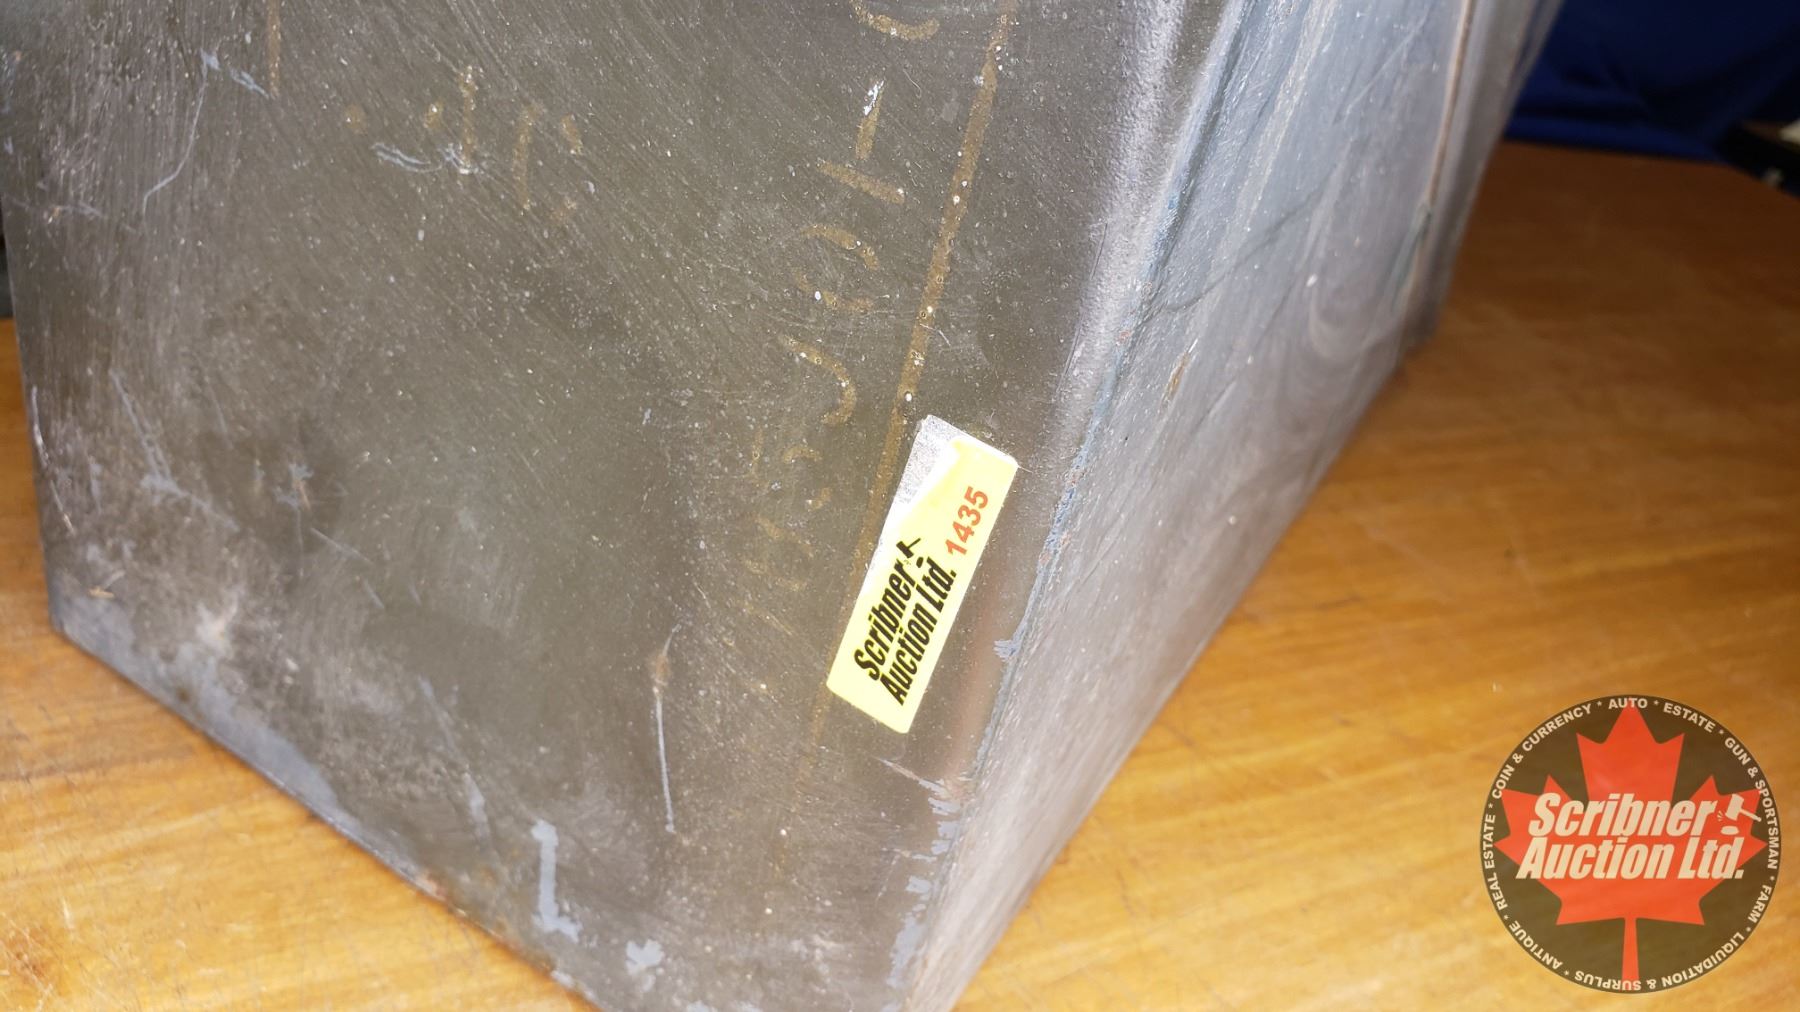 Scribner
Auction Ltd. 1435
Scribner
Auction Ltd.
REAL ESTATE * COIN & CURRENCY * AUTO * ESTATE * GUN & SPORTSMAN * FARM * LIQUIDATION & SURPLUS * ANTIQUE *